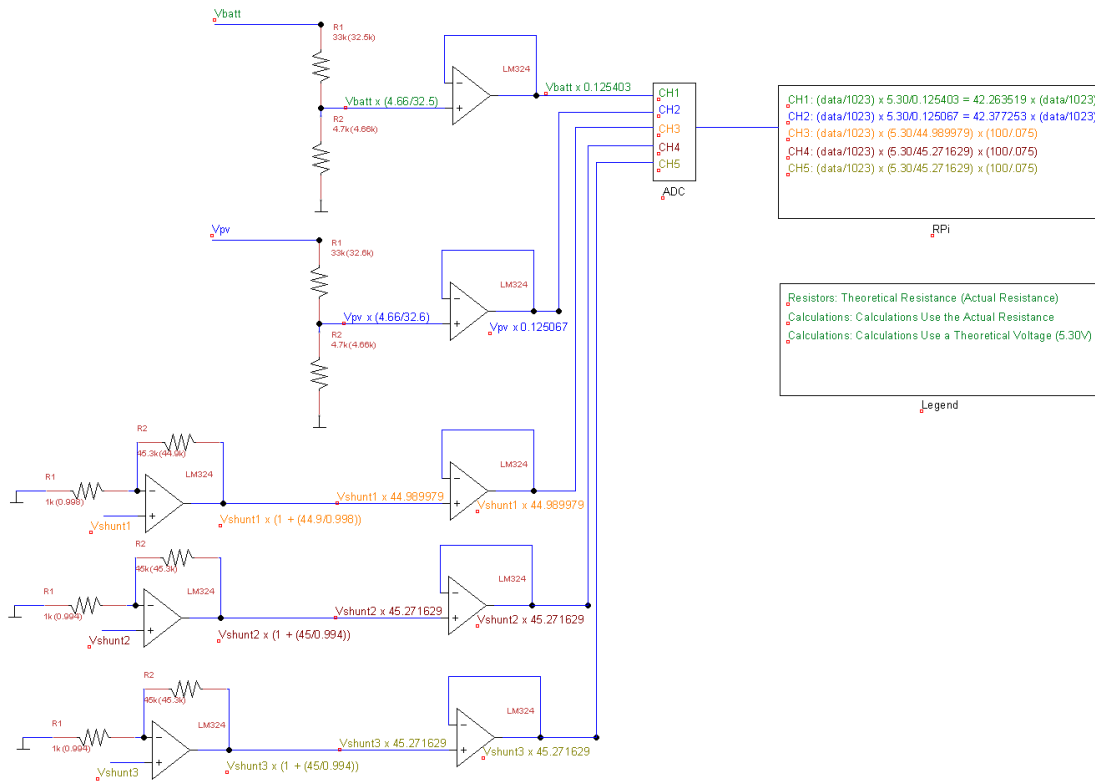 Vbatt
R1
33k(32.5k)
LM324
Vbatt x 0.125403
Vbatt x (4.66/32.5)
R2
4.7k(4.66k)
CH1
CH2
CH3
CH4
CH5
ADC
CH1: (data/1023) x 5.30/0.125403 = 42.263519 x (data/1023)
CH2: (data/1023) x 5.30/0.125067 = 42.377253 x (data/1023)
CH3: (data/1023) x (5.30/44.989979) x (100/.075)
CH4: (data/1023) x (5.30/45.271629) x (100/.075)
CH5: (data/1023) x (5.30/45.271629) x (100/.075)
RPi
Vpv
R1
33k(32.6k)
LM324
Vpv x (4.66/32.6)
Vpv x 0.125067
R2
4.7k(4.66k)
Resistors: Theoretical Resistance (Actual Resistance)
Calculations: Calculations Use the Actual Resistance
Calculations: Calculations Use a Theoretical Voltage (5.30V)
Legend
R2
45.3k(44.9k)
R1
1k(0.998)
LM324
Vshunt1
Vshunt1 x (1 + (44.9/0.998))
Vshunt1 x 44.989979
LM324
Vshunt1 x 44.989979
R2
45k(45.3k)
R1
1k(0.994)
LM324
Vshunt2
Vshunt2 x (1 + (45/0.994))
Vshunt2 x 45.271629
LM324
Vshunt2 x 45.271629
R2
45k(45.3k)
R1
1k(0.994)
LM324
Vshunt3
Vshunt3 x (1 + (45/0.994))
Vshunt3 x 45.271629
LM324
Vshunt3 x 45.271629